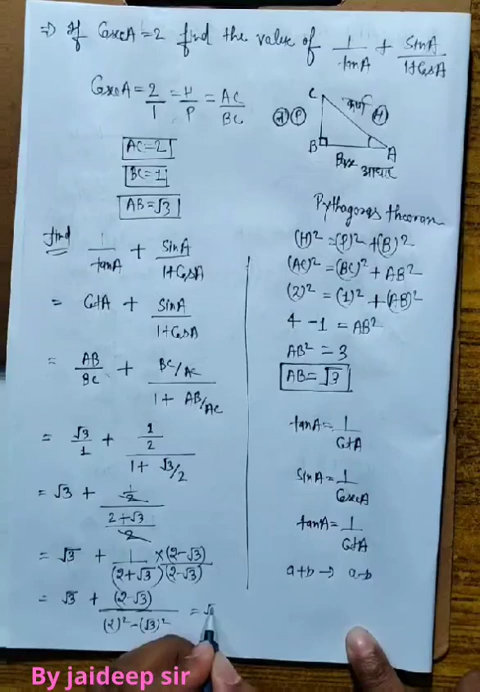 ⇒ If CosecA = 2 find the value of 1/tanA + SinA/1+CosA
CosecA = 2/1 = H/P = AC/BC
AC = 2
BC = 1
AB = √3
C
कर्ण (H)
(P)
B
A
Base
आधार
find 1/tanA + SinA/1+CosA
= CotA + SinA/1+CosA
= AB/BC + BC/AC / 1 + AB/AC
= √3/1 + 1/2 / 1 + √3/2
= √3 + 1/2 / 2+√3/2
= √3 + 1/(2+√3) × (2-√3)/(2-√3)
= √3 + (2-√3)/(2)² - (√3)² = √
Pythagoras theoram
(H)² = (P)² + (B)²
(AC)² = (BC)² + AB²
(2)² = (1)² + (AB)²
4 - 1 = AB²
AB² = 3
AB = √3
tanA = 1/CotA
SinA = 1/CosecA
tanA = 1/CotA
a+b → a-b
By jaideep sir